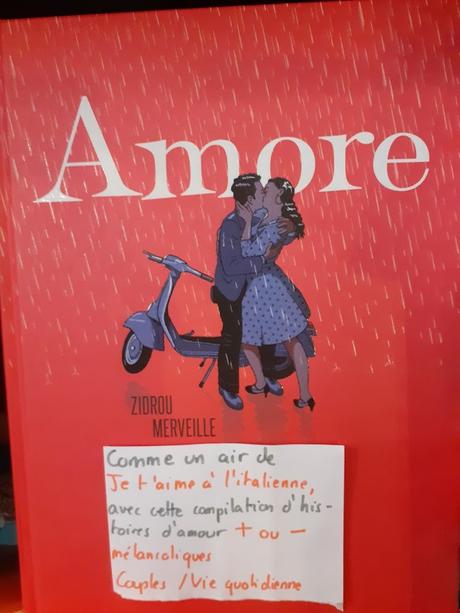 Amore
ZIDROU
MERVEILLE
Comme un air de
Je t'aime à l'italienne,
avec cette compilation d'his-
toires d'amour + ou -
mélancoliques
Couples / Vie quotidienne